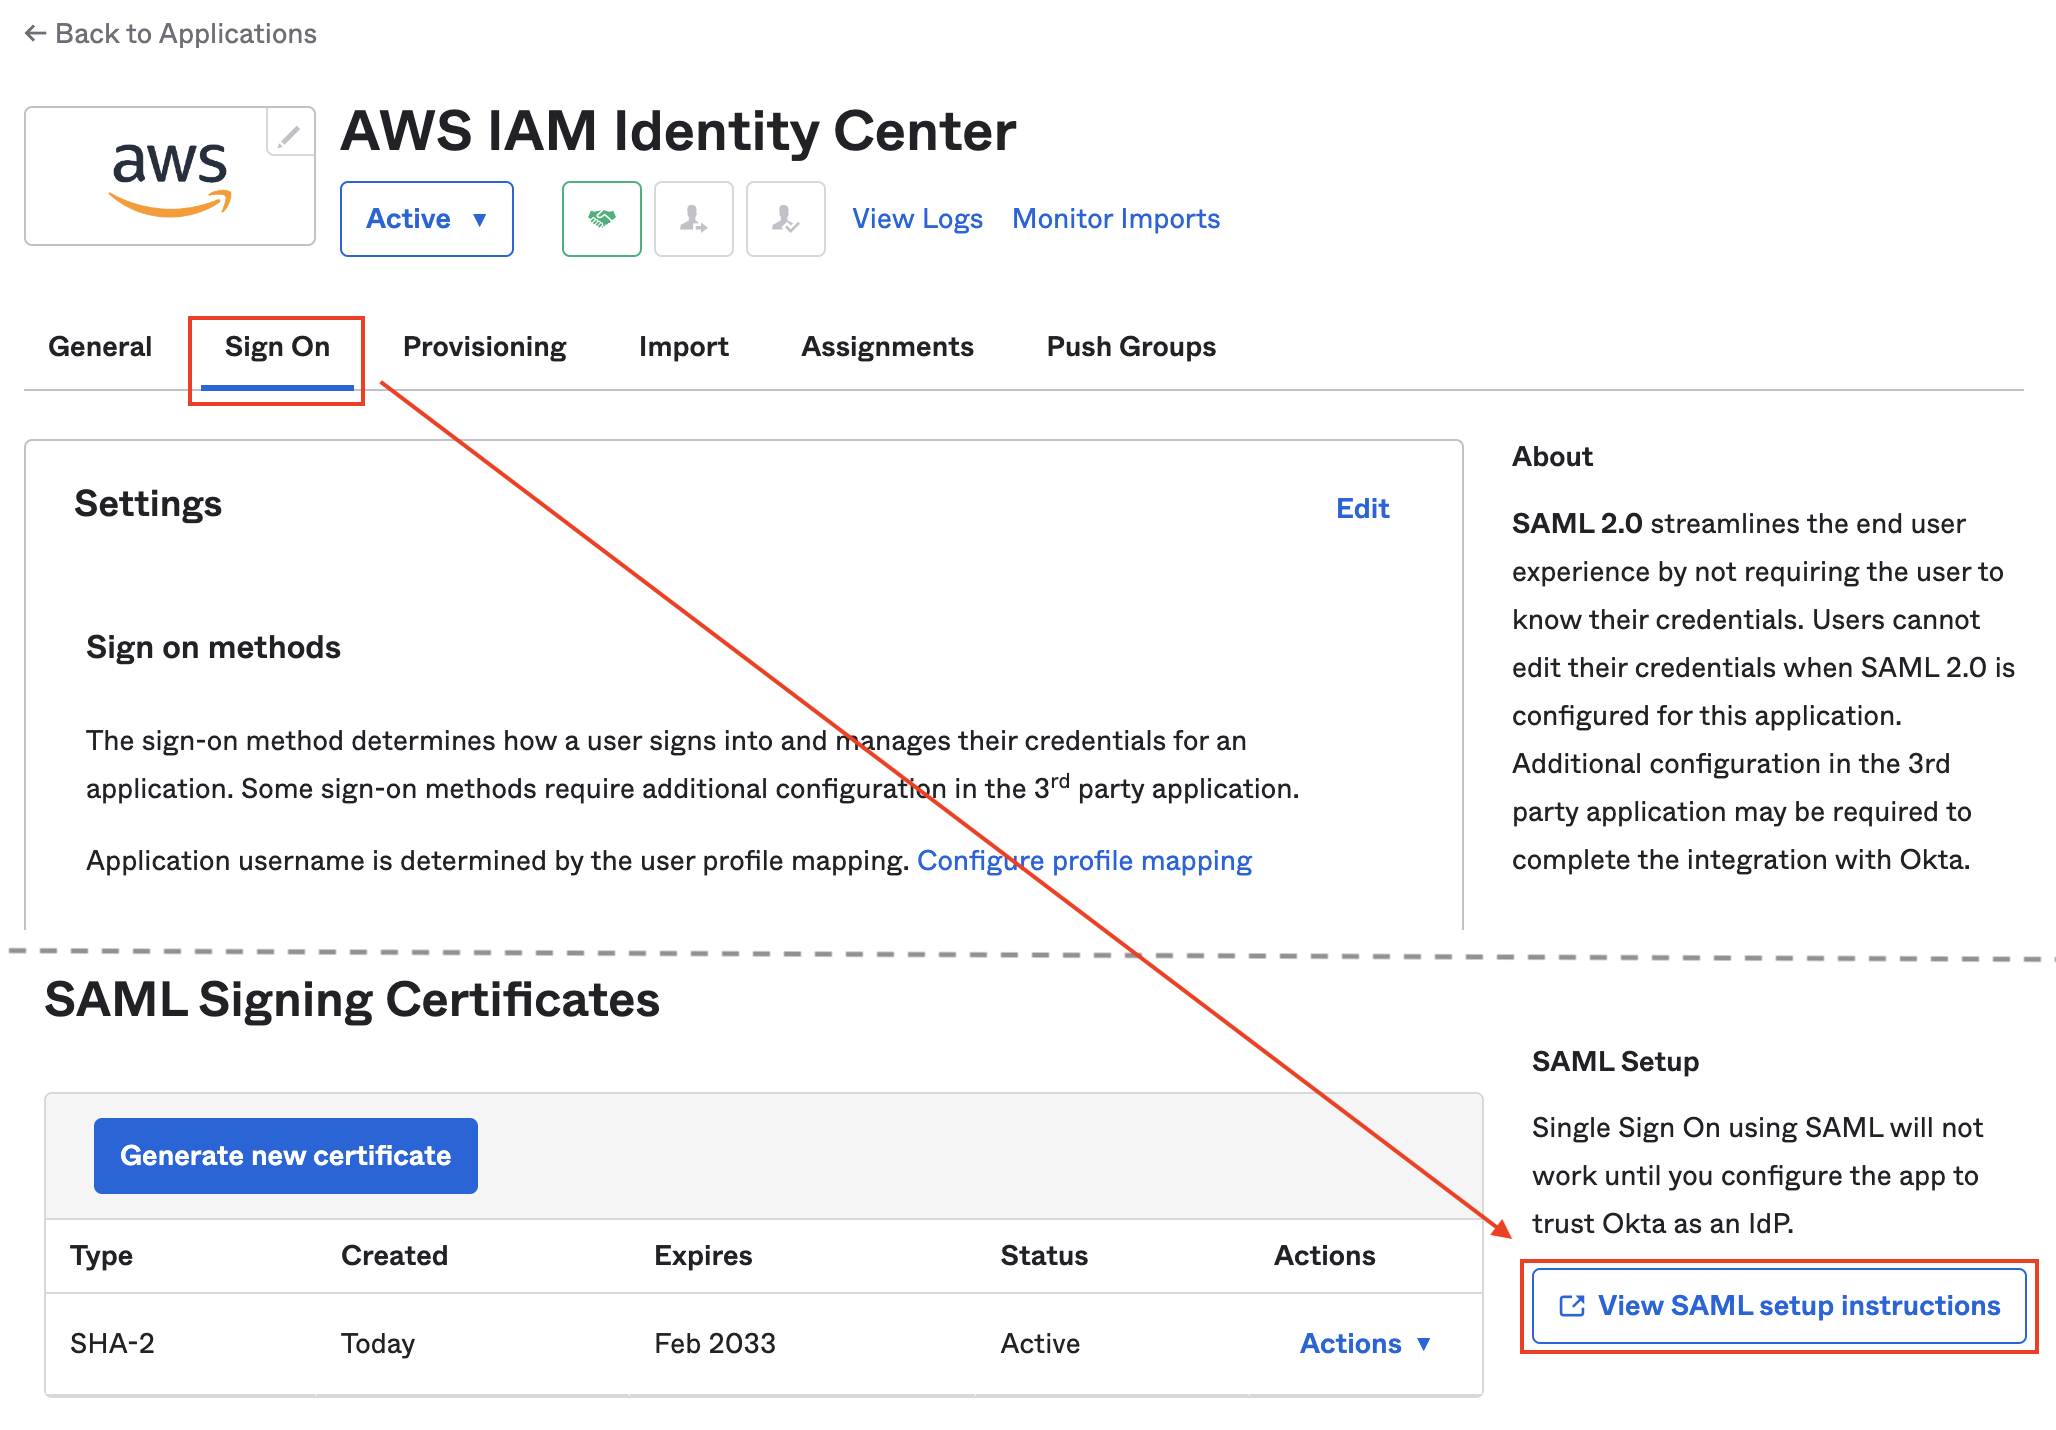 ← Back to Applications
aws
AWS IAM Identity Center
Active ▼
View Logs
Monitor Imports
General
Sign On
Provisioning
Import
Assignments
Push Groups
Settings
Edit
Sign on methods
The sign-on method determines how a user signs into and manages their credentials for an
application. Some sign-on methods require additional configuration in the 3rd party application.
Application username is determined by the user profile mapping. Configure profile mapping
About
SAML 2.0 streamlines the end user
experience by not requiring the user to
know their credentials. Users cannot
edit their credentials when SAML 2.0 is
configured for this application.
Additional configuration in the 3rd
party application may be required to
complete the integration with Okta.
SAML Signing Certificates
Generate new certificate
Type Created Expires Status Actions
SHA-2 Today Feb 2033 Active Actions ▼
SAML Setup
Single Sign On using SAML will not
work until you configure the app to
trust Okta as an IdP.
View SAML setup instructions